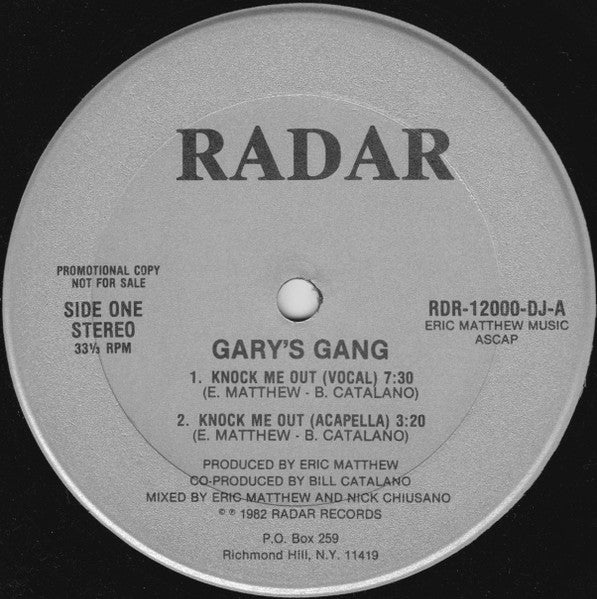 RADAR
PROMOTIONAL COPY
NOT FOR SALE
SIDE ONE
STEREO
33⅓ RPM
RDR-12000-DJ-A
ERIC MATTHEW MUSIC
ASCAP
GARY'S GANG
1. KNOCK ME OUT (VOCAL) 7:30
(E. MATTHEW - B. CATALANO)
2. KNOCK ME OUT (ACAPELLA) 3:20
(E. MATTHEW - B. CATALANO)
PRODUCED BY ERIC MATTHEW
CO-PRODUCED BY BILL CATALANO
MIXED BY ERIC MATTHEW AND NICK CHIUSANO
© ℗ 1982 RADAR RECORDS
P.O. Box 259
Richmond Hill, N.Y. 11419